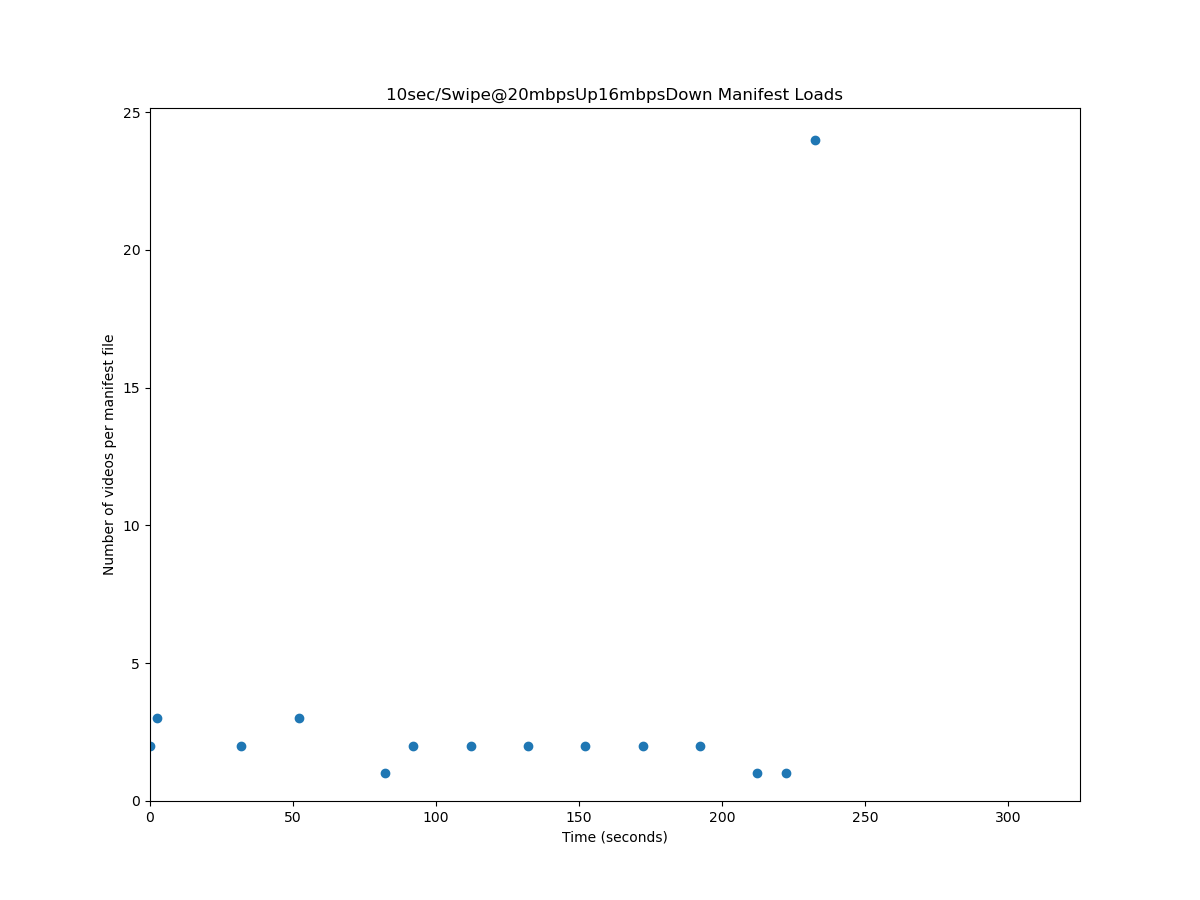 10sec/Swipe@20mbpsUp16mbpsDown Manifest Loads
25
20
15
10
5
0
Number of videos per manifest file
0 50 100 150 200 250 300
Time (seconds)